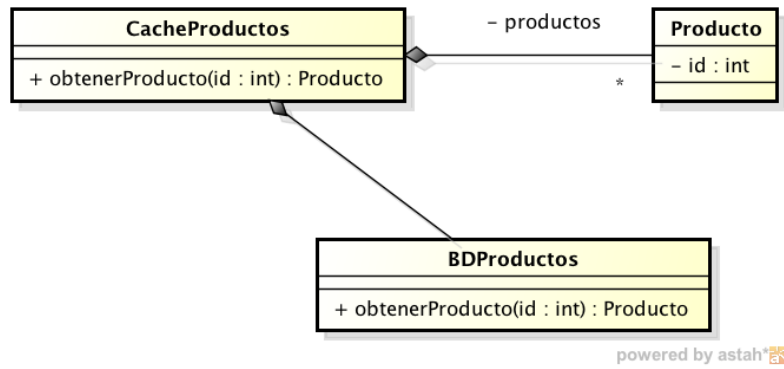 CacheProductos
+ obtenerProducto(id : int) : Producto
- productos
*
Producto
- id : int
BDProductos
+ obtenerProducto(id : int) : Producto
powered by astah*